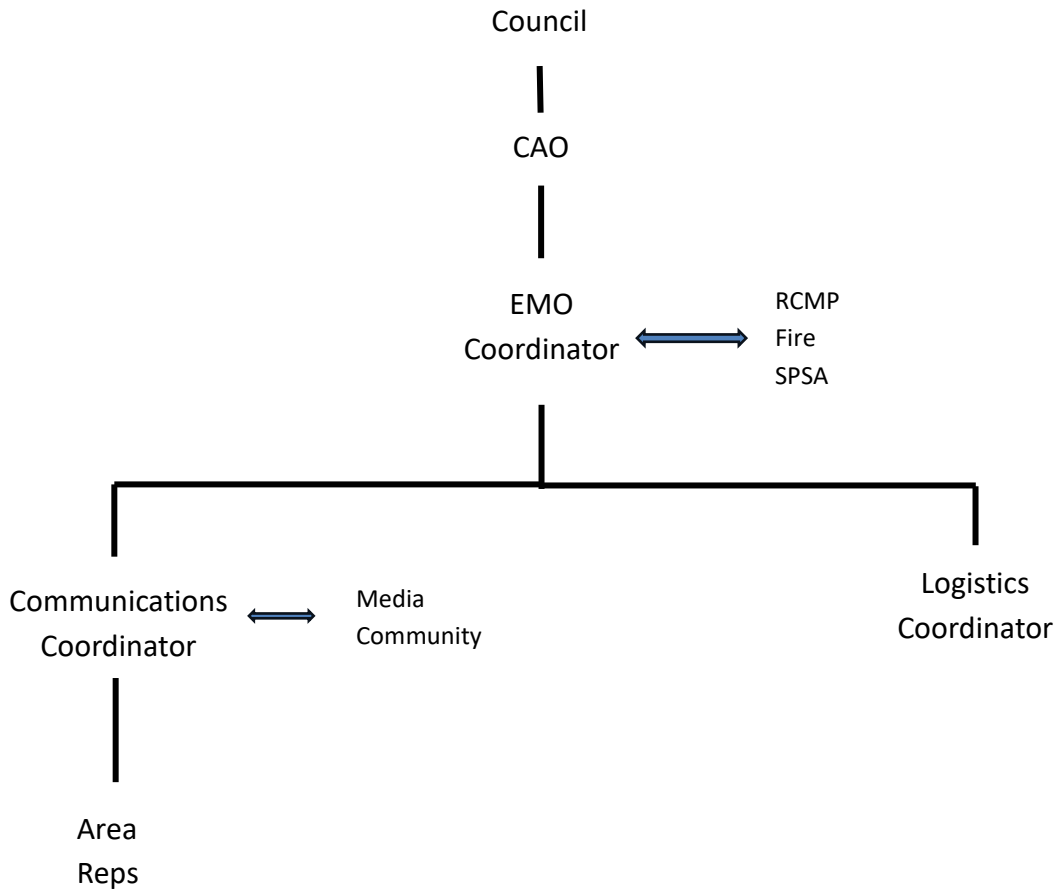 Council
CAO
EMO
Coordinator
RCMP
Fire
SPSA
Communications
Coordinator
Media
Community
Logistics
Coordinator
Area
Reps